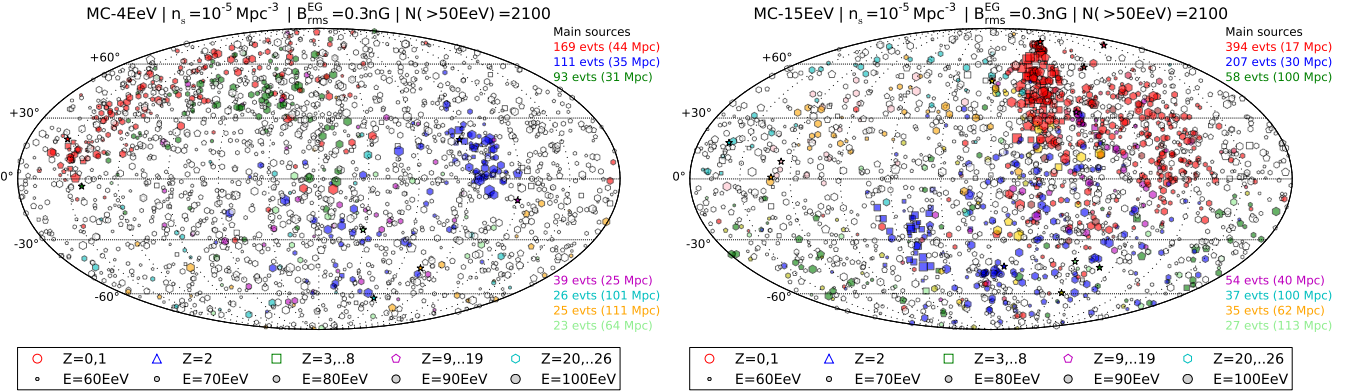 MC-4EeV | nₛ=10⁻⁵ Mpc⁻³ | B^EG_rms=0.3nG | N( >50EeV) =2100
Main sources
169 evts (44 Mpc)
111 evts (35 Mpc)
93 evts (31 Mpc)
+60°
+30°
0°
-30°
-60°
39 evts (25 Mpc)
26 evts (101 Mpc)
25 evts (111 Mpc)
23 evts (64 Mpc)
Z=0,1 Z=2 Z=3,..8 Z=9,..19 Z=20,..26
E=60EeV E=70EeV E=80EeV E=90EeV E=100EeV
MC-15EeV | nₛ=10⁻⁵ Mpc⁻³ | B^EG_rms=0.3nG | N( >50EeV) =2100
Main sources
394 evts (17 Mpc)
207 evts (30 Mpc)
58 evts (100 Mpc)
+60°
+30°
0°
-30°
-60°
54 evts (40 Mpc)
37 evts (100 Mpc)
35 evts (62 Mpc)
27 evts (113 Mpc)
Z=0,1 Z=2 Z=3,..8 Z=9,..19 Z=20,..26
E=60EeV E=70EeV E=80EeV E=90EeV E=100EeV